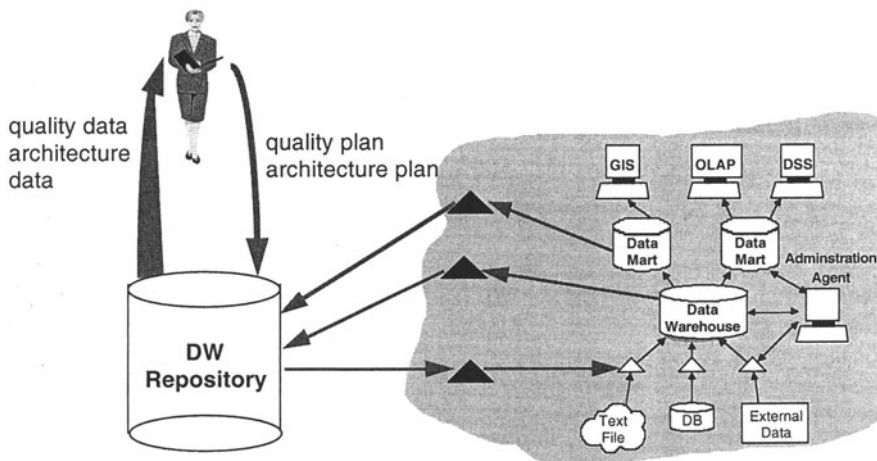 quality data
architecture
data
quality plan
architecture plan
GIS
OLAP
DSS
Data
Mart
Data
Mart
Adminstration
Agent
Data
Warehouse
DW
Repository
Text
File
DB
External
Data